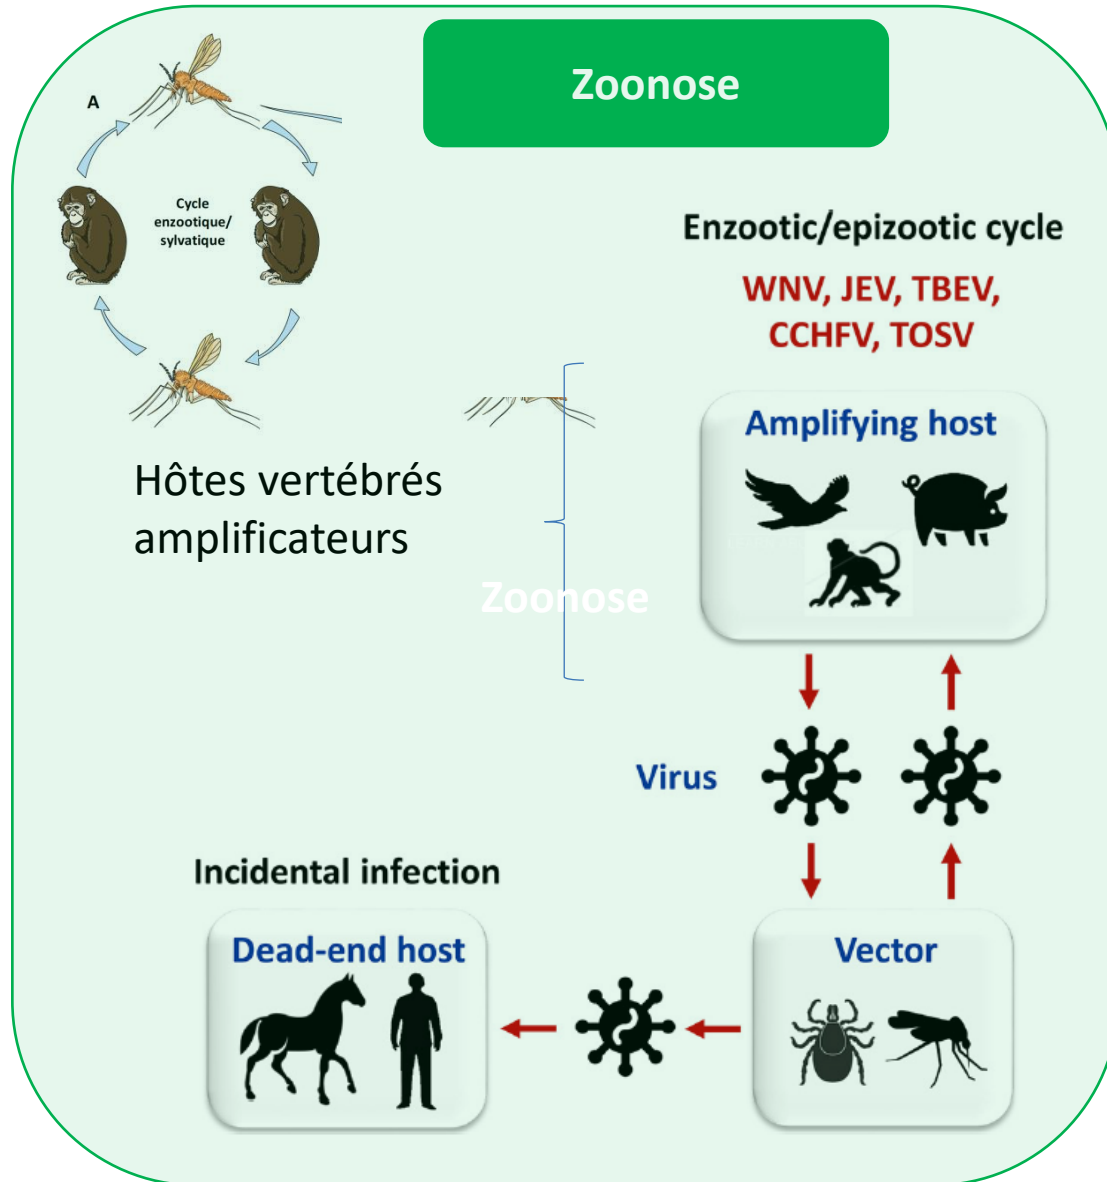 Zoonose
A
Cycle
enzootique/
sylvatique
Enzootic/epizootic cycle
WNV, JEV, TBEV,
CCHFV, TOSV
Amplifying host
Hôtes vertébrés
amplificateurs
Zoonose
Virus
Incidental infection
Dead-end host
Vector